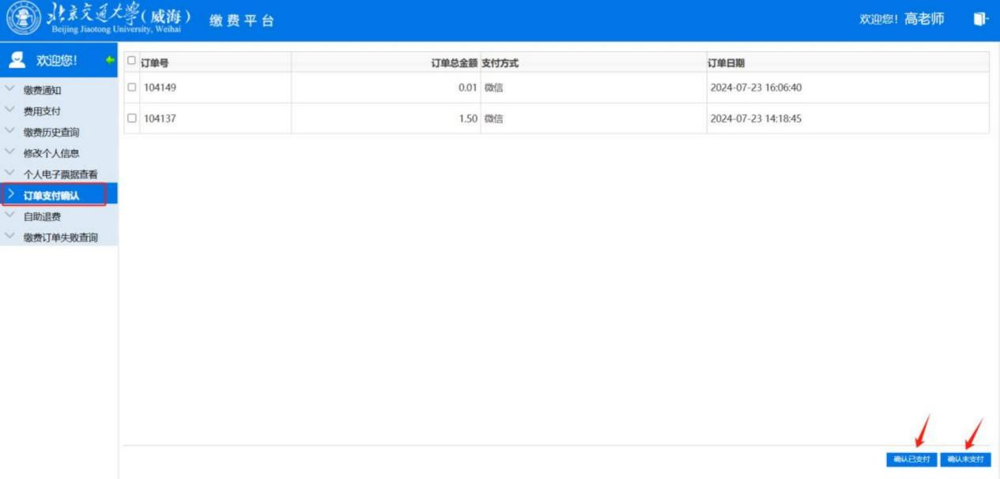 北京交通大学(威海)
Beijing Jiaotong University, Weihai
缴费平台
欢迎您! 高老师
欢迎您!
缴费通知
费用支付
缴费历史查询
修改个人信息
个人电子票据查看
订单支付确认
自助退费
缴费订单失败查询
订单号 订单总金额 支付方式 订单日期
104149 0.01 微信 2024-07-23 16:06:40
104137 1.50 微信 2024-07-23 14:18:45
确认已支付 确认未支付